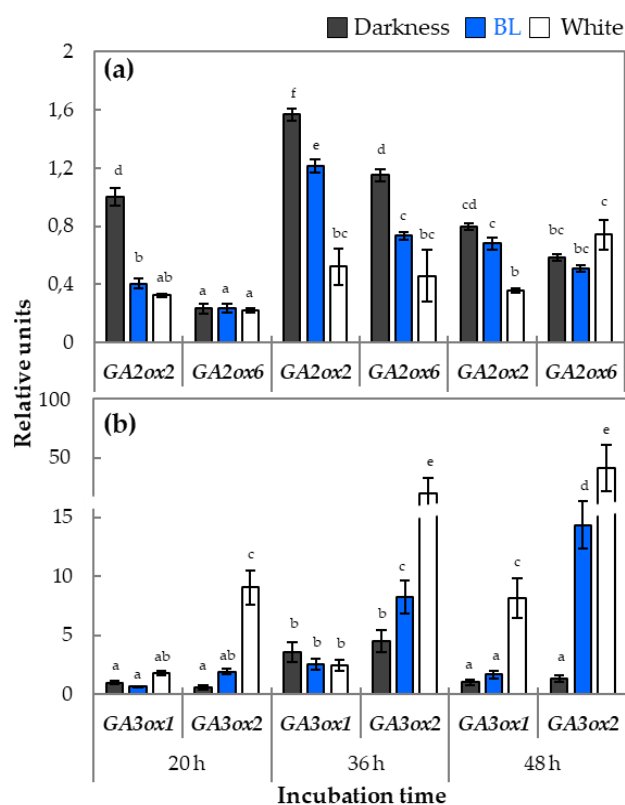 Darkness BL White
(a)
2
1,6
1,2
0,8
0,4
0
d b ab a a a f e bc d c bc cd c b bc bc c
GA2ox2 GA2ox6 GA2ox2 GA2ox6 GA2ox2 GA2ox6
Relative units
(b)
100
50
15
10
5
0
a a ab a ab c b b b b c e a a c a d e
GA3ox1 GA3ox2 GA3ox1 GA3ox2 GA3ox1 GA3ox2
20 h 36 h 48 h
Incubation time